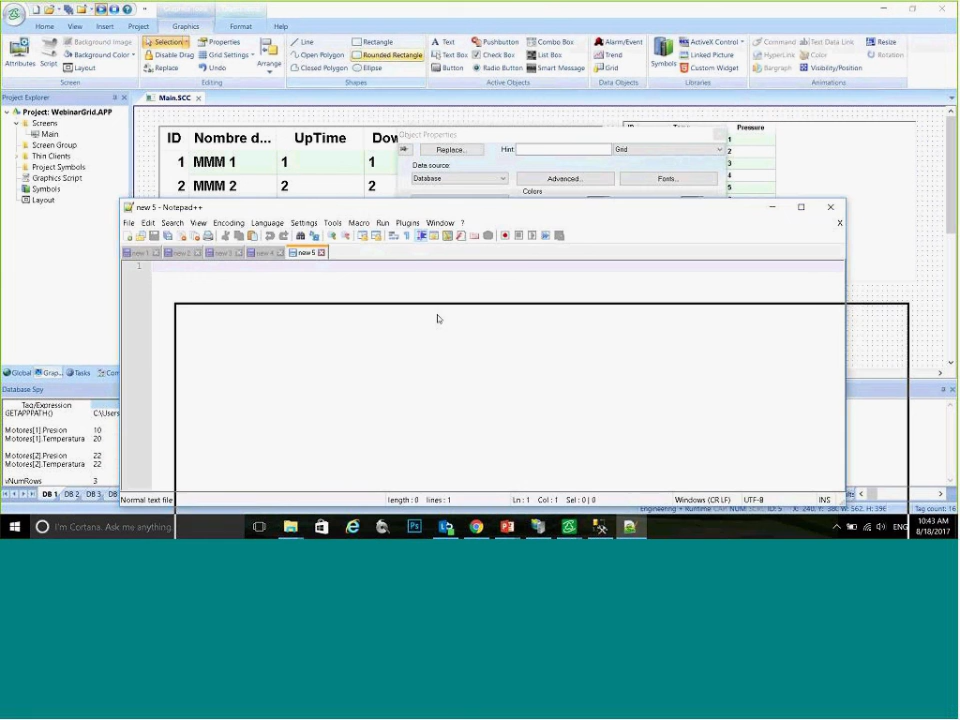 Home View Insert Project Graphics Format Help
Attributes Script Background Image
Background Color
Layout
Selection Properties
Disable Drag Grid Settings
Replace Undo Arrange
Line Rectangle
Open Polygon Rounded Rectangle
Closed Polygon Ellipse
A Text Pushbutton Combo Box
Text Box Check Box List Box
Button Radio Button Smart Message
Alarm/Event
Trend
Grid
Symbols ActiveX Control
Linked Picture
Custom Widget
Command Text Data Link Resize
HyperLink Color Rotation
Bargraph Visibility/Position
Screen Editing Shapes Active Objects Data Objects Libraries Animations
Project Explorer
Main.SCC
Project: WebinarGrid.APP
Screens
Main
Screen Group
Thin Clients
Project Symbols
Graphics Script
Symbols
Layout
ID Nombre d... UpTime Dow
1 MMM 1 1 1
2 MMM 2 2 2
Object Properties
Replace... Hint: Grid
Data source:
Database Advanced... Fonts...
Colors
Pressure
1
2
3
4
5
new 5 - Notepad++
File Edit Search View Encoding Language Settings Tools Macro Run Plugins Window ? X
new 1 new 2 new 3 new 4 new 5
1
Global Grap... Tasks Com
Database Spy
Tag/Expression
GETAPPPATH() C:\Users
Motores[1].Presion 10
Motores[1].Temperatura 20
Motores[2].Presion 22
Motores[2].Temperatura 22
iNumRows 3
DB 1 DB 2 DB 3 DB
Normal text file length : 0 lines : 1 Ln : 1 Col : 1 Sel : 0 | 0 Windows (CR LF) UTF-8 INS
Tag count: 16
I'm Cortana. Ask me anything.
ENG
10:43 AM
8/18/2017